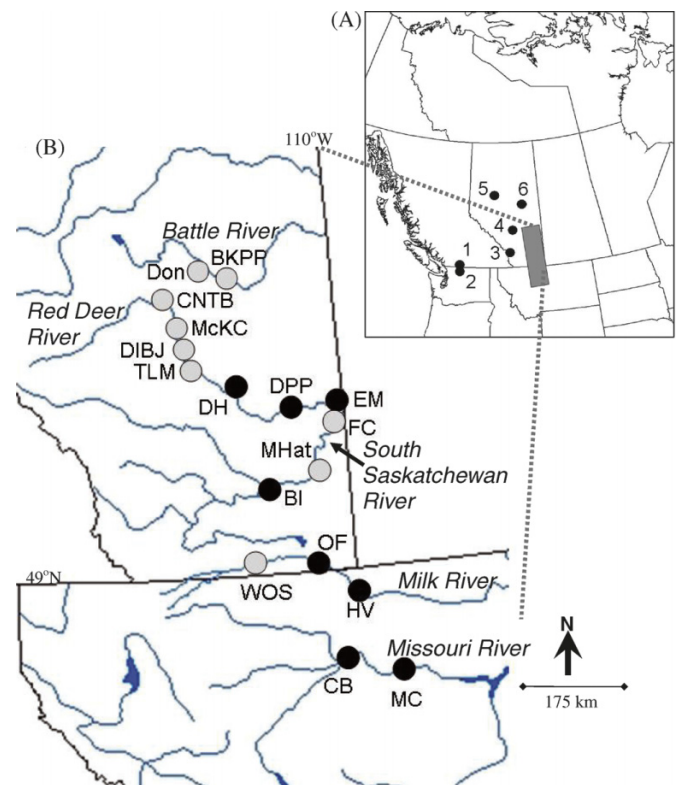 (A)
110°W
(B)
5
6
4
1
3
2
Battle River
BKPP
Don
CNTB
Red Deer
River
McKC
DIBJ
TLM
DPP
DH
EM
FC
MHat
South
Saskatchewan
River
BI
OF
49°N
WOS
Milk River
HV
N
Missouri River
CB
MC
175 km